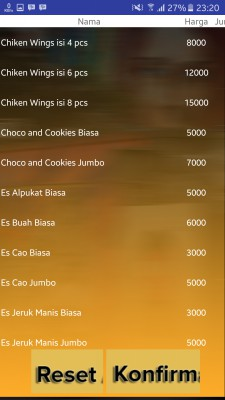 27% 23:20
Nama Harga Jur
Chiken Wings isi 4 pcs 8000
Chiken Wings isi 6 pcs 12000
Chiken Wings isi 8 pcs 15000
Choco and Cookies Biasa 5000
Choco and Cookies Jumbo 7000
Es Alpukat Biasa 5000
Es Buah Biasa 6000
Es Cao Biasa 3000
Es Cao Jumbo 5000
Es Jeruk Manis Biasa 3000
Es Jeruk Manis Jumbo 5000
Reset Konfirma